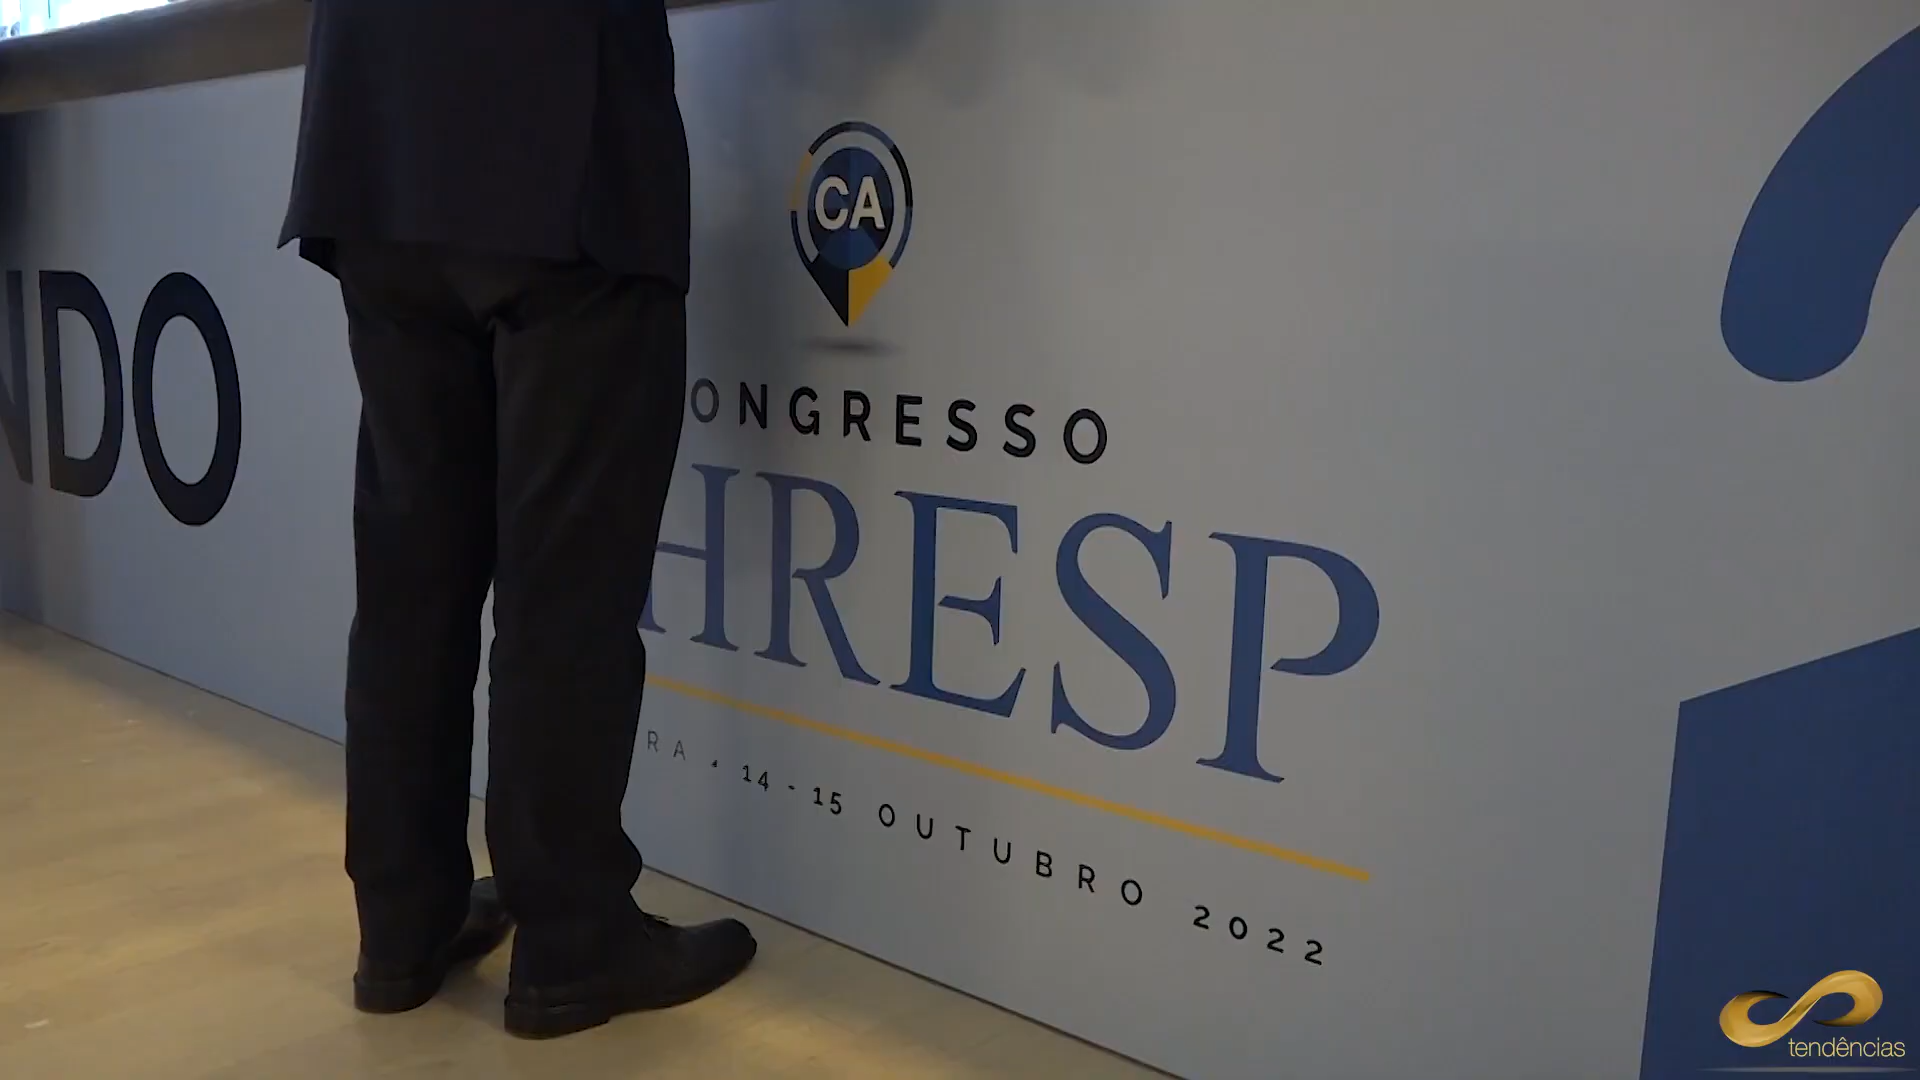 CA
NDO
ONGRESSO
HRESP
RA . 14 - 15 OUTUBRO 2022
tendências